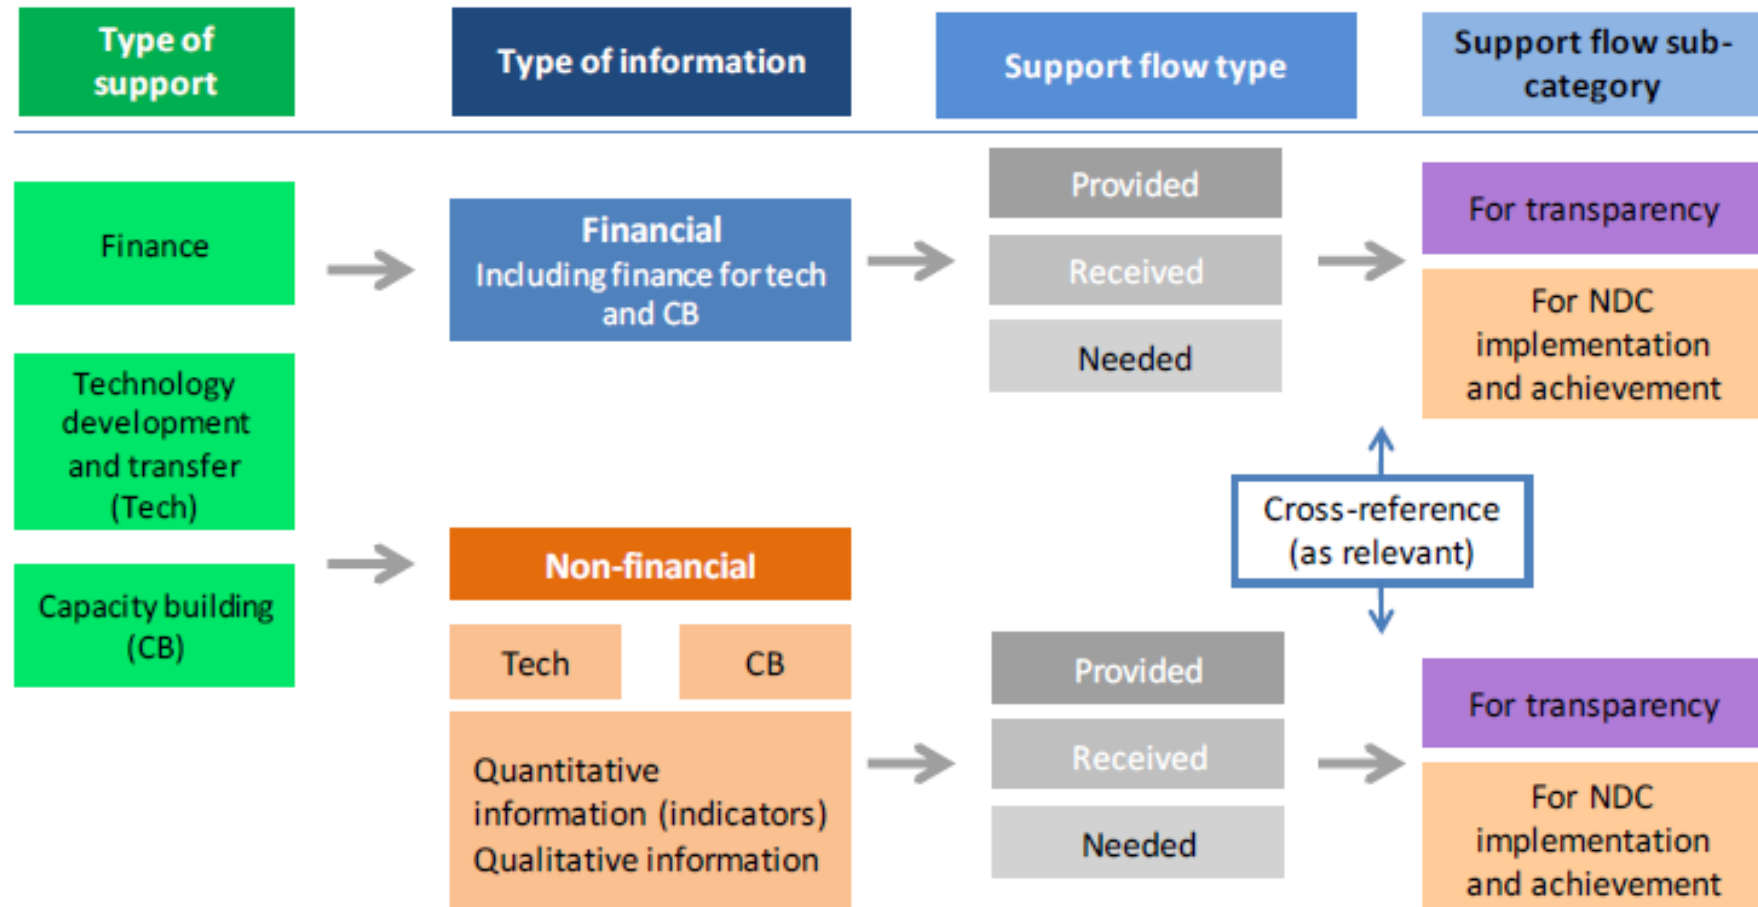 Type of
support
Type of information
Support flow type
Support flow sub-
category
Finance
Technology
development
and transfer
(Tech)
Capacity building
(CB)
Financial
Including finance for tech
and CB
Non-financial
Tech
CB
Quantitative
information (indicators)
Qualitative information
Provided
Received
Needed
For transparency
For NDC
implementation
and achievement
Cross-reference
(as relevant)
Provided
Received
Needed
For transparency
For NDC
implementation
and achievement